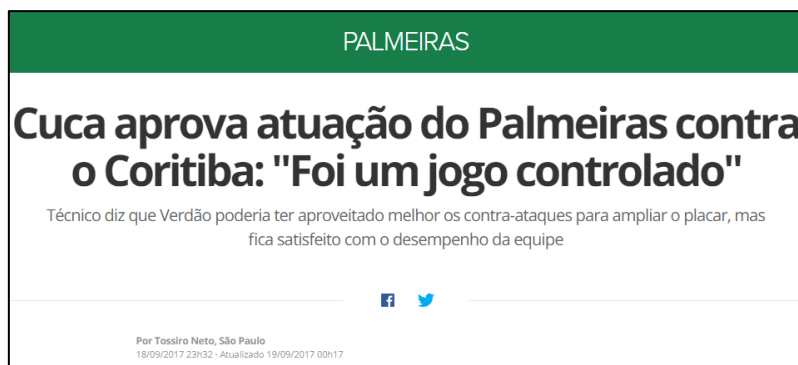 PALMEIRAS
Cuca aprova atuação do Palmeiras contra
o Coritiba: "Foi um jogo controlado"
Técnico diz que Verdão poderia ter aproveitado melhor os contra-ataques para ampliar o placar, mas
fica satisfeito com o desempenho da equipe
Por Tossiro Neto, São Paulo
18/09/2017 23h32 · Atualizado 19/09/2017 00h17